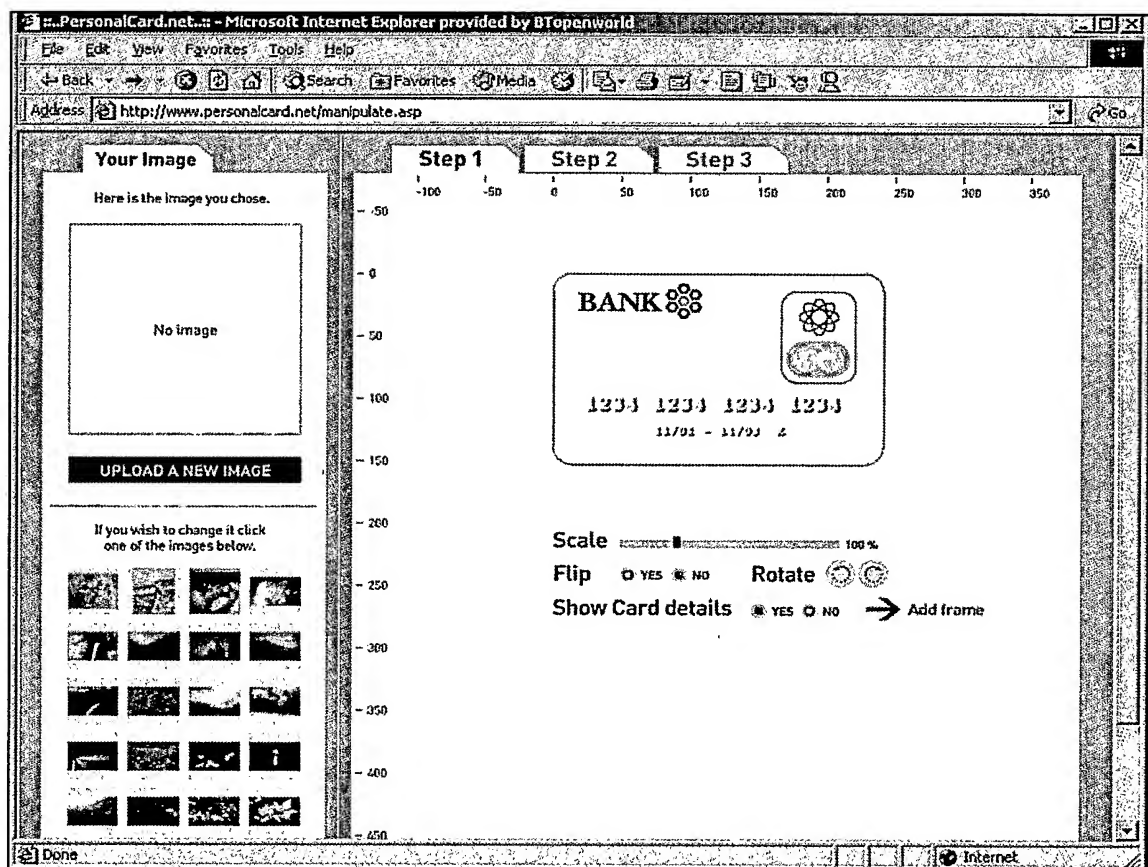 ::..PersonalCard.net..:: - Microsoft Internet Explorer provided by BTopenworld
File Edit View Favorites Tools Help
Back Search Favorites Media
Address http://www.personalcard.net/manipulate.asp Go
Your Image
Here is the image you chose.
No image
UPLOAD A NEW IMAGE
If you wish to change it click
one of the images below.
Step 1 Step 2 Step 3
-100 -50 0 50 100 150 200 250 300 350
-50
0
50
100
150
200
250
300
350
400
450
BANK
1234 1234 1234 1234
11/01 - 11/03
Scale 100 %
Flip YES NO Rotate
Show Card details YES NO Add frame
Done Internet